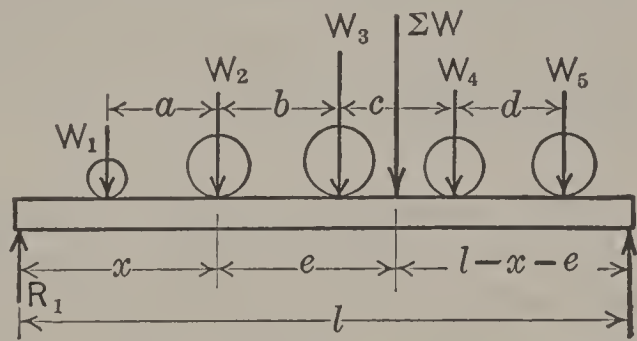 W₃ ΣW
W₂ W₄ W₅
a b c d
W₁
x e l−x−e
R₁
l